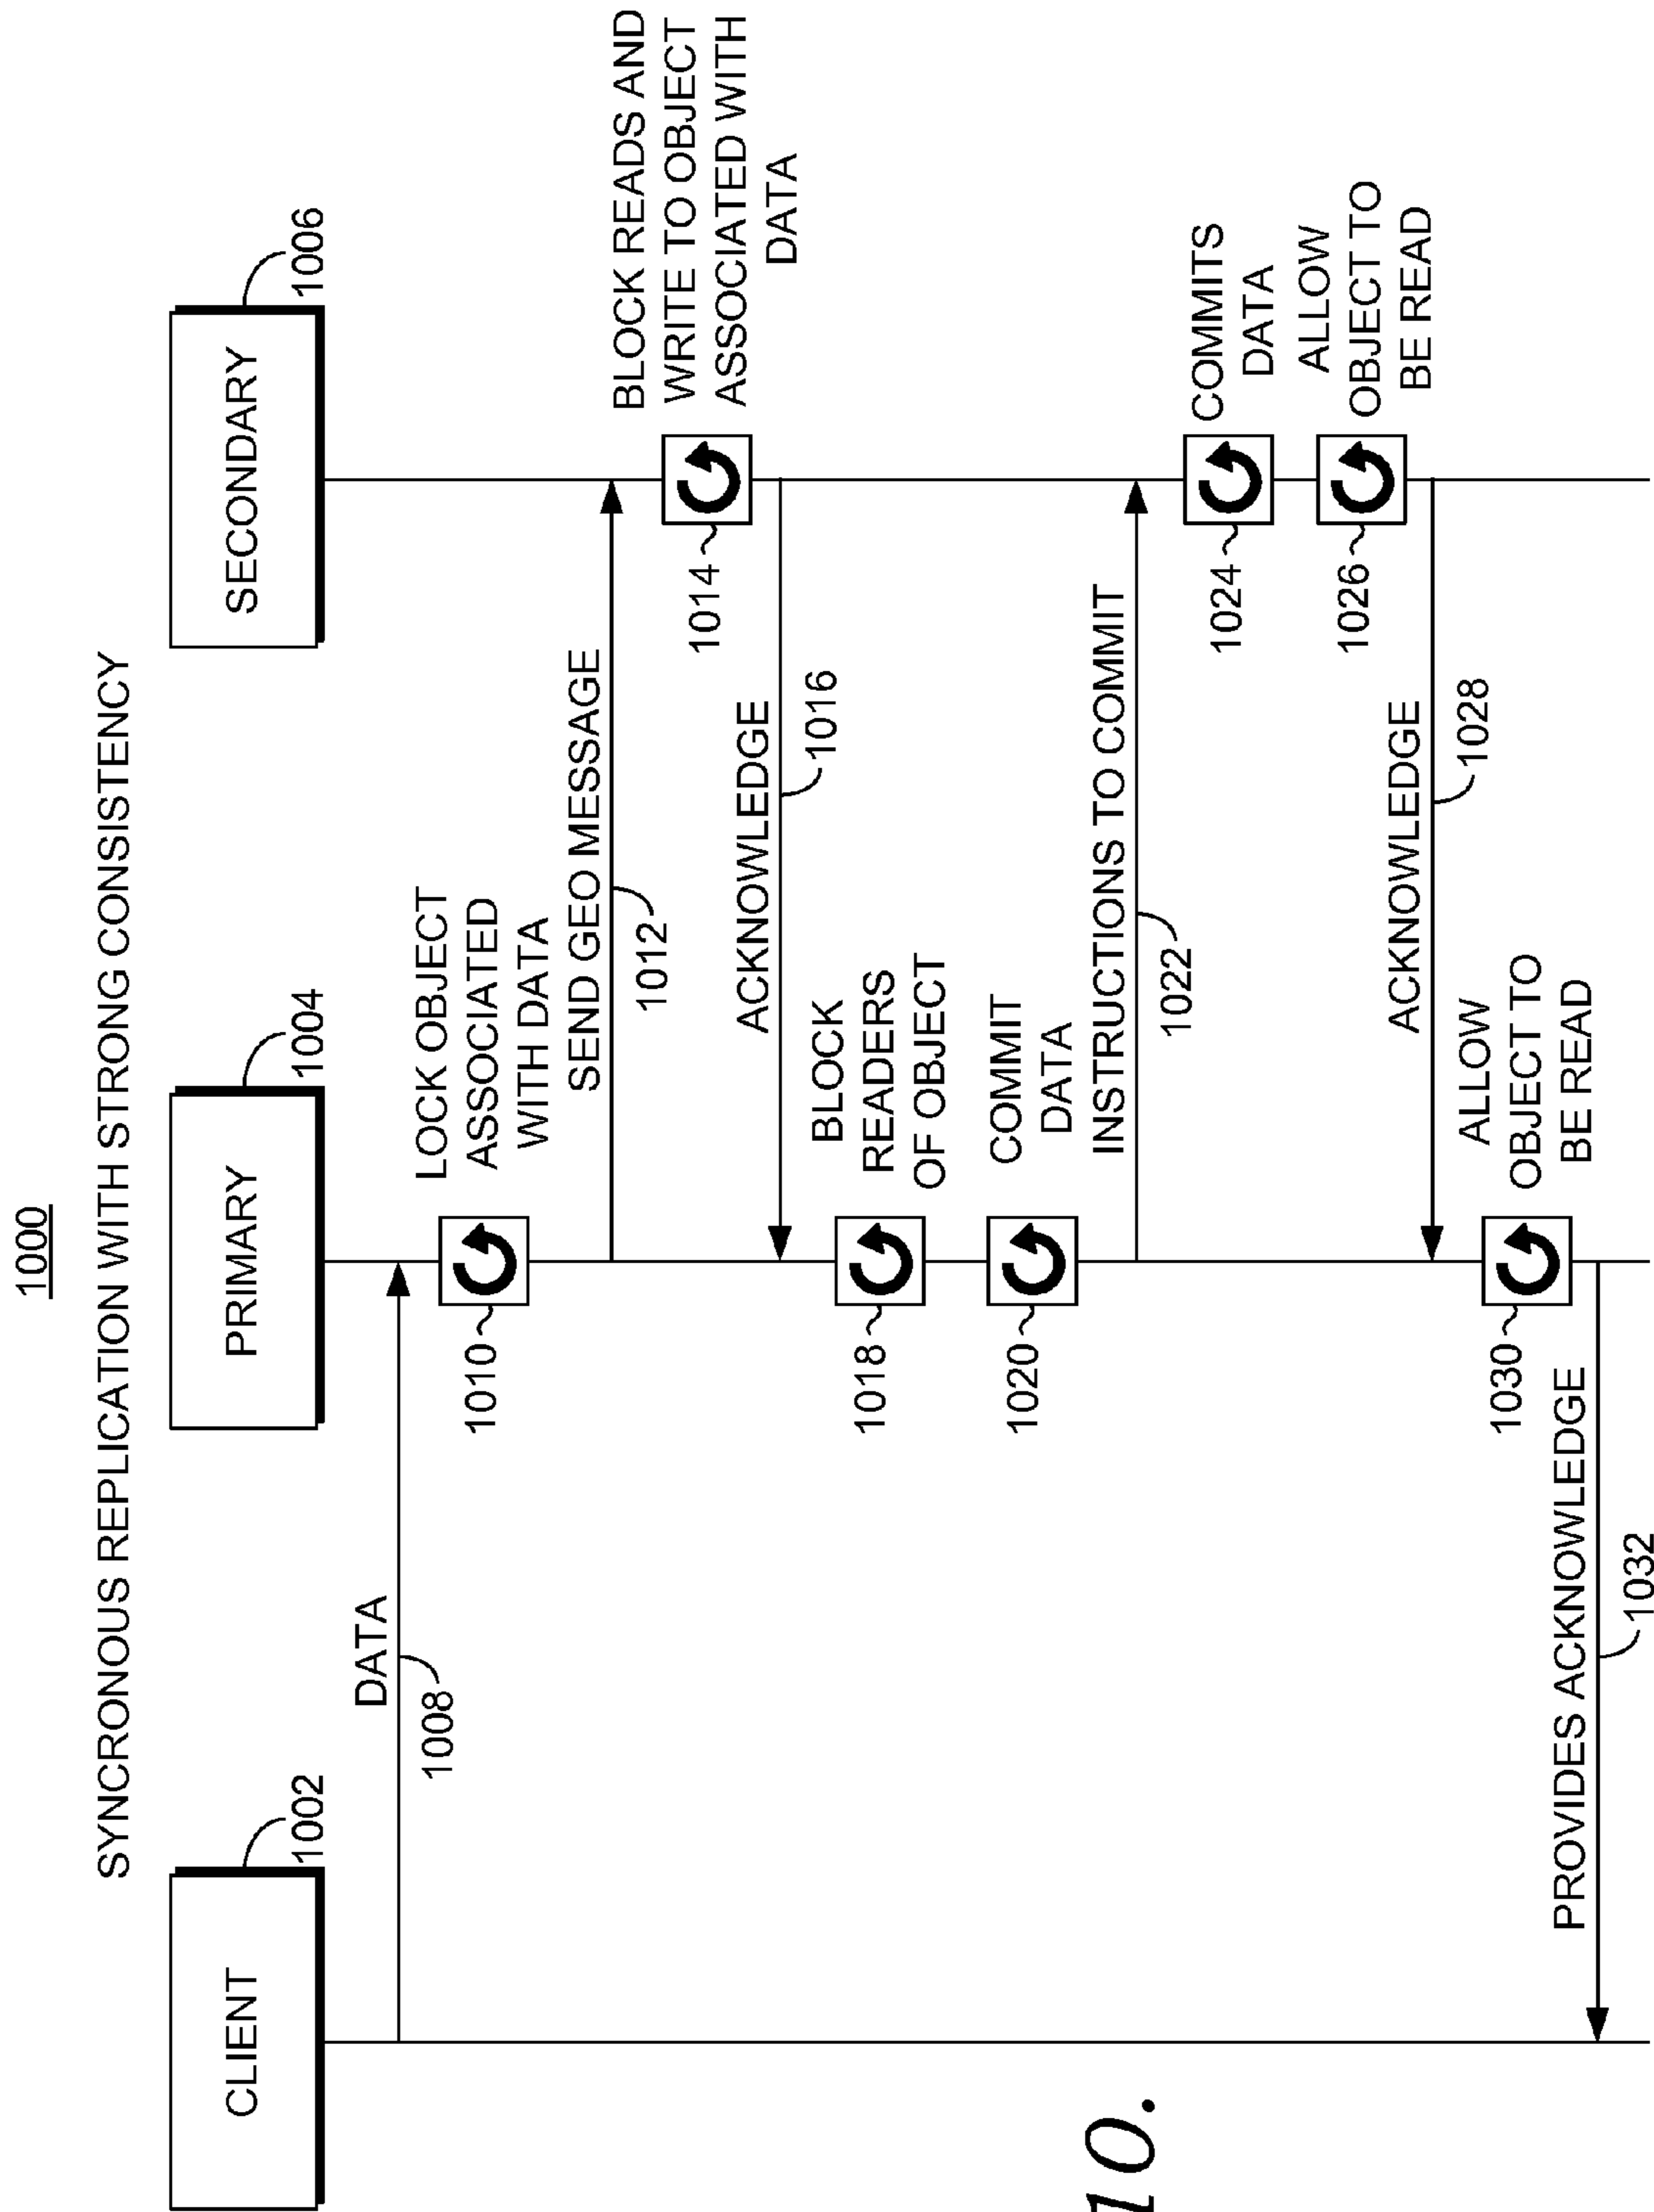 1000
SYNCRONOUS REPLICATION WITH STRONG CONSISTENCY
CLIENT
1002
PRIMARY
1004
SECONDARY
1006
DATA
1008
LOCK OBJECT
ASSOCIATED
WITH DATA
1010
SEND GEO MESSAGE
1012
BLOCK READS AND
WRITE TO OBJECT
ASSOCIATED WITH
DATA
1014
ACKNOWLEDGE
1016
BLOCK
READERS
OF OBJECT
1018
COMMIT
DATA
1020
INSTRUCTIONS TO COMMIT
1022
COMMITS
DATA
1024
ALLOW
OBJECT TO
BE READ
1026
ACKNOWLEDGE
1028
ALLOW
OBJECT TO
BE READ
1030
PROVIDES ACKNOWLEDGE
1032
10.